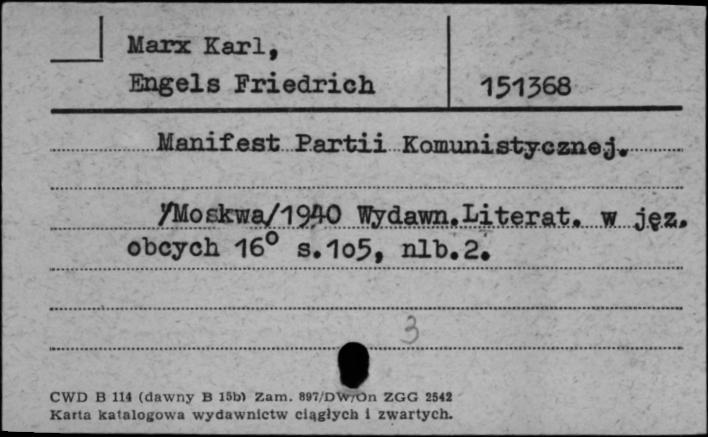 Marx Karl,
Engels Friedrich
151368
Manifest Partii Komunistycznej.
/Moskwa/1940 Wydawn.Literat. w jęz.
obcych 16° s.1o5, nlb.2.
3
CWD B 114 (dawny B 15b) Zam. 897/DW/On ZGG 2542
Karta katalogowa wydawnictw ciągłych i zwartych.